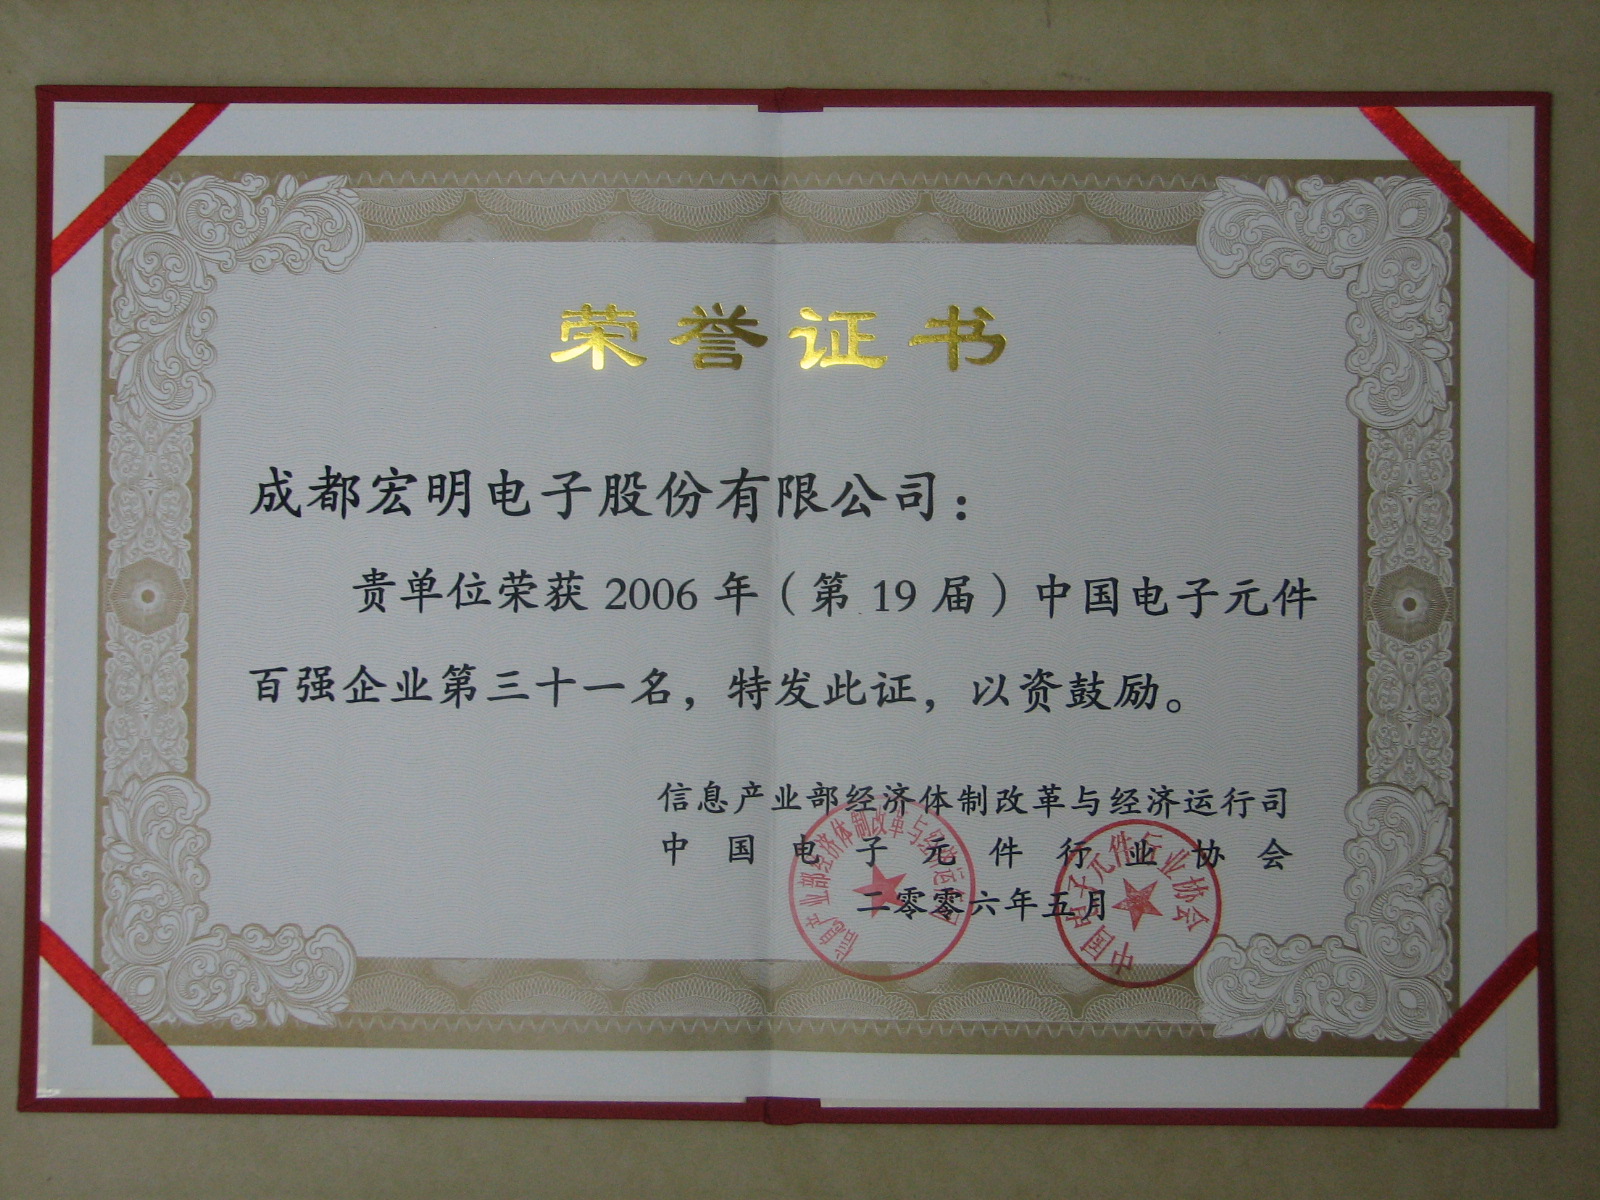 荣誉证书
成都宏明电子股份有限公司：
贵单位荣获 2006 年（第 19 届）中国电子元件
百强企业第三十一名，特发此证，以资鼓励。
信息产业部经济体制改革与经济运行司
中国电子元件行业协会
二零零六年五月
信息产业部经济体制改革与经济运行司
中国电子元件行业协会